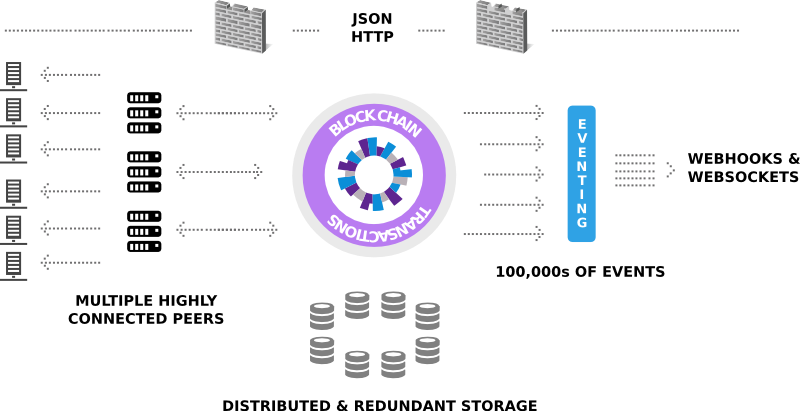 JSON
HTTP
BLOCK CHAIN
TRANSACTIONS
EVENTING
WEBHOOKS &
WEBSOCKETS
100,000s OF EVENTS
MULTIPLE HIGHLY
CONNECTED PEERS
DISTRIBUTED & REDUNDANT STORAGE